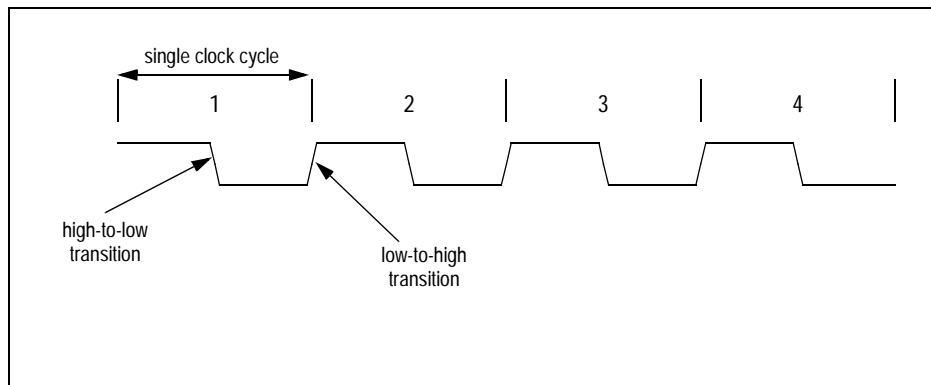 single clock cycle
1 2 3 4
high-to-low
transition
low-to-high
transition